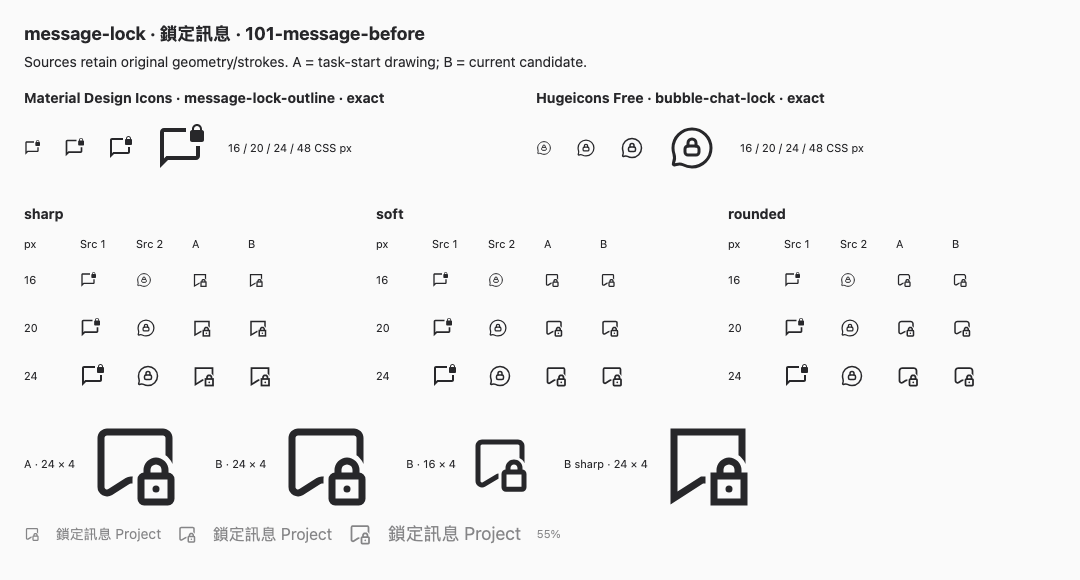 message-lock · 鎖定訊息 · 101-message-before
Sources retain original geometry/strokes. A = task-start drawing; B = current candidate.
Material Design Icons · message-lock-outline · exact
16 / 20 / 24 / 48 CSS px
Hugeicons Free · bubble-chat-lock · exact
16 / 20 / 24 / 48 CSS px
sharp
px Src 1 Src 2 A B
16
20
24
soft
px Src 1 Src 2 A B
16
20
24
rounded
px Src 1 Src 2 A B
16
20
24
A · 24 × 4
B · 24 × 4
B · 16 × 4
B sharp · 24 × 4
鎖定訊息 Project 鎖定訊息 Project 鎖定訊息 Project 55%